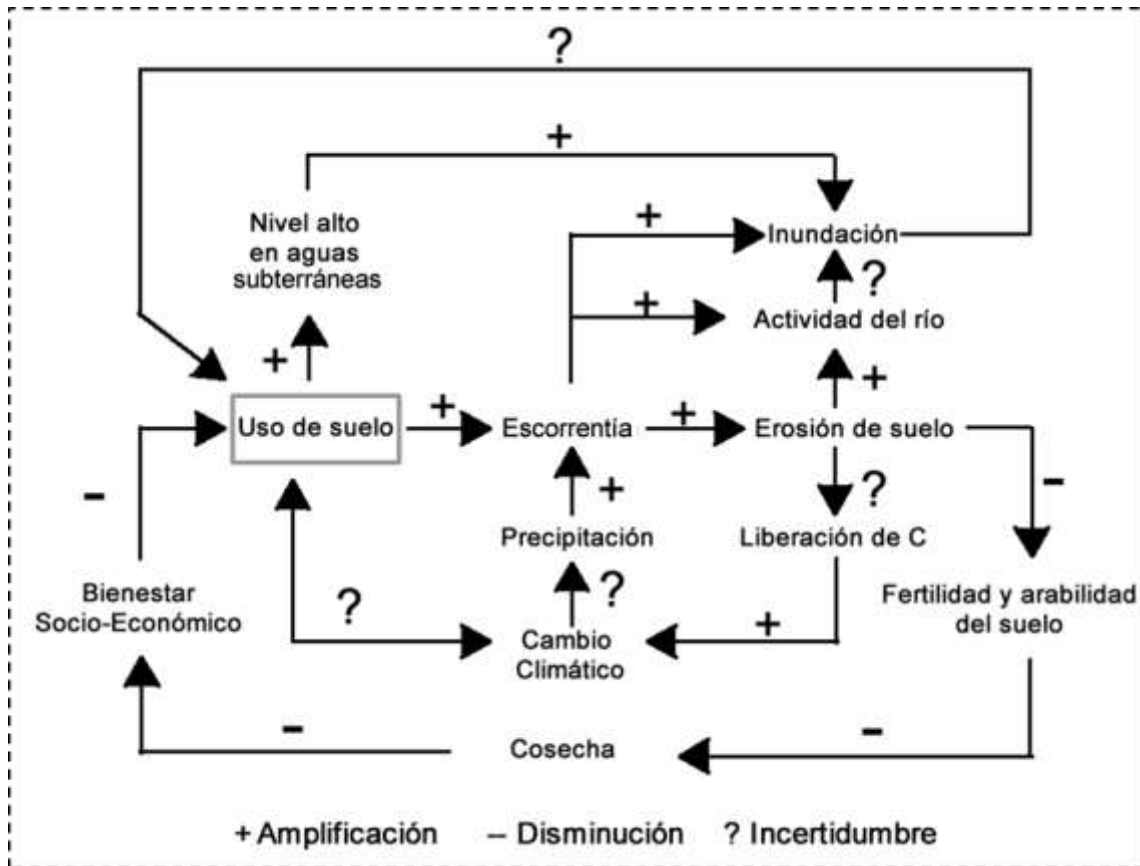 ?
+
Nivel alto
en aguas
subterráneas
+
Inundación
?
+
Actividad del río
+
+
Uso de suelo
+
Escorrentía
+
Erosión de suelo
-
+
?
-
Precipitación
Liberación de C
Bienestar
Socio-Económico
?
?
+
Fertilidad y arabilidad
del suelo
Cambio
Climático
-
Cosecha
-
+ Amplificación – Disminución ? Incertidumbre